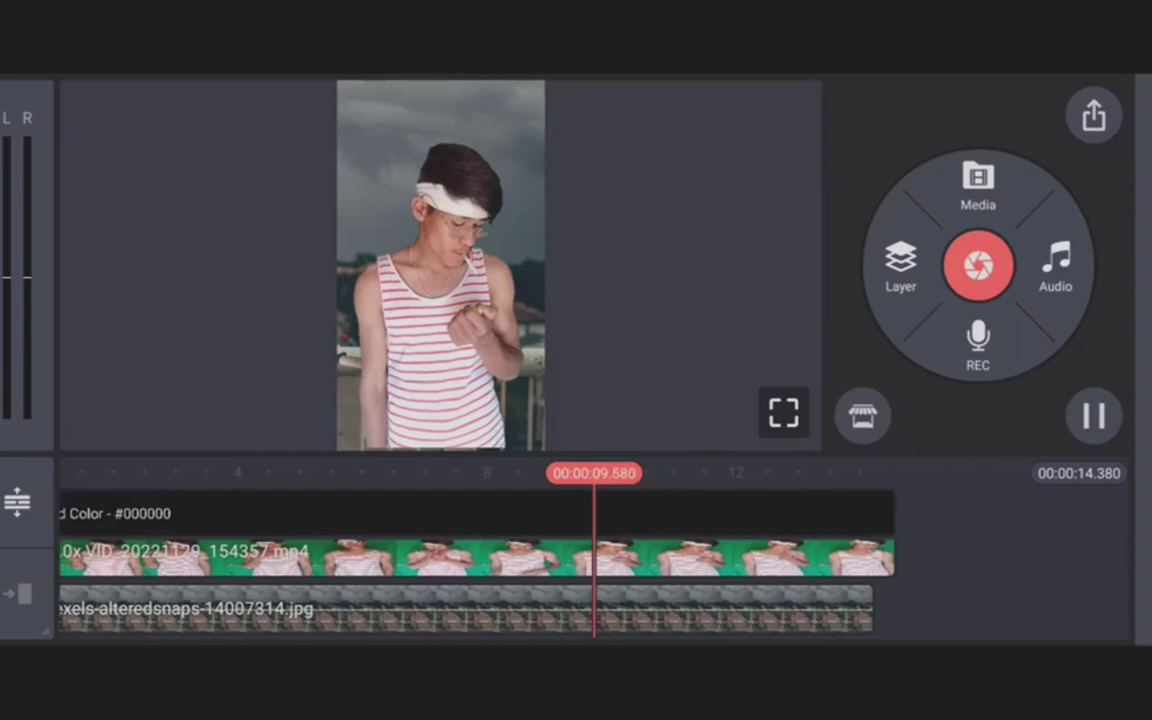 L R
Media
Layer
Audio
REC
4
8
00:00:09.580
12
00:00:14.380
d Color - #000000
.0x VID_20221129_154357.mp4
exels-alteredsnaps-14007314.jpg